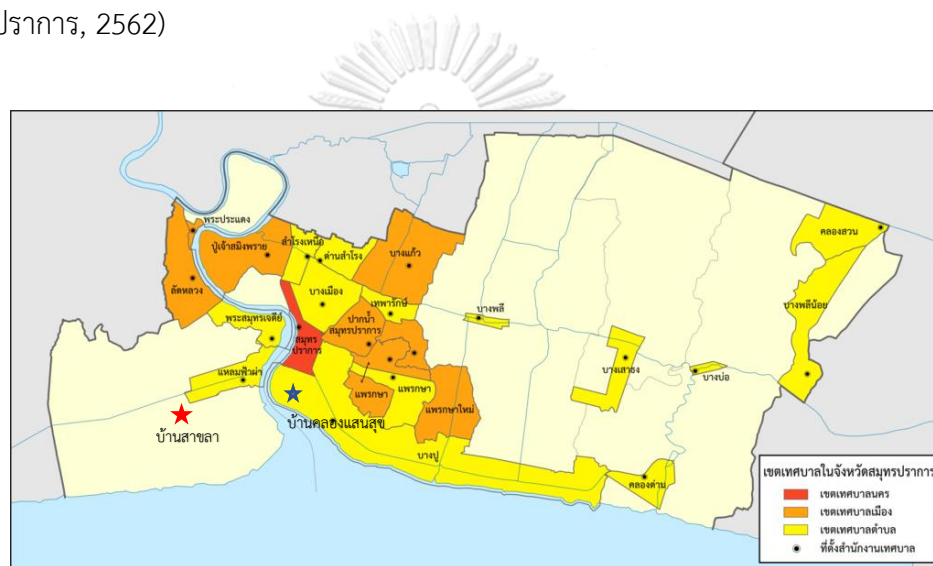 ปราการ, 2562)
พระประแดง
ปู่เจ้าสมิงพราย
สำโรงเหนือ
ด่านสำโรง
บางแก้ว
คลองสวน
ลัดหลวง
บางเมือง
เทพารักษ์
บางพลี
บางพลีน้อย
พระสมุทรเจดีย์
สมุทร
ปราการ
ปากน้ำ
สมุทรปราการ
บางเสาธง
บางบ่อ
แหลมฟ้าผ่า
แพรกษา
แพรกษา
แพรกษาใหม่
บ้านสาขลา
บ้านคลองแสนสุข
บางปู
คลองด่าน
เขตเทศบาลในจังหวัดสมุทรปราการ
เขตเทศบาลนคร
เขตเทศบาลเมือง
เขตเทศบาลตำบล
ที่ตั้งสำนักงานเทศบาล